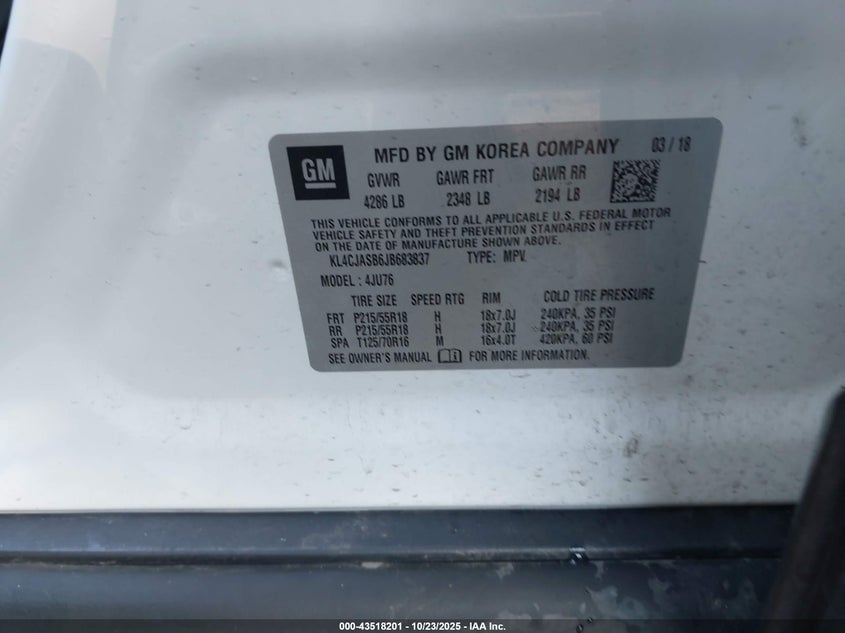 GM
MFD BY GM KOREA COMPANY 03 / 18
GVWR GAWR FRT GAWR RR
4286 LB 2348 LB 2194 LB
THIS VEHICLE CONFORMS TO ALL APPLICABLE U.S. FEDERAL MOTOR
VEHICLE SAFETY AND THEFT PREVENTION STANDARDS IN EFFECT
ON THE DATE OF MANUFACTURE SHOWN ABOVE.
KL4CJASB6JB683837 TYPE: MPV
MODEL : 4JU76
TIRE SIZE SPEED RTG RIM COLD TIRE PRESSURE
FRT P215/55R18 H 18x7.0J 240KPA, 35 PSI
RR P215/55R18 H 18x7.0J 240KPA, 35 PSI
SPA T125/70R16 M 16x4.0T 420KPA, 60 PSI
SEE OWNER'S MANUAL FOR MORE INFORMATION.
000-43518201 - 10/23/2025 - IAA Inc.